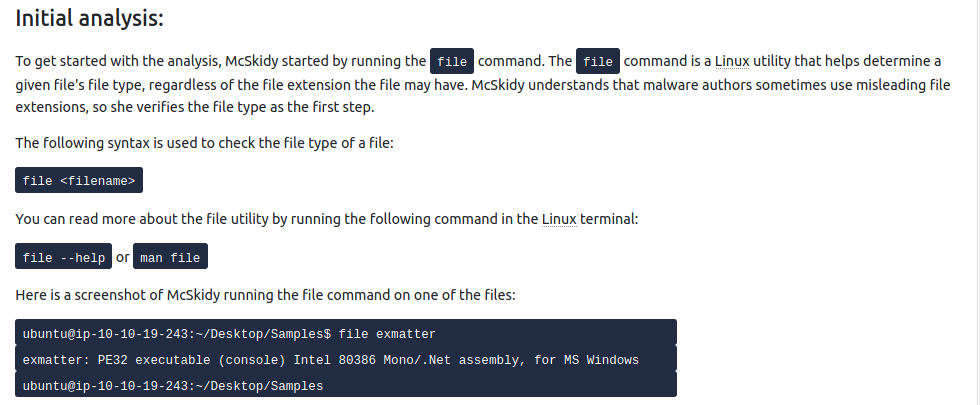 Initial analysis:
To get started with the analysis, McSkidy started by running the file command. The file command is a Linux utility that helps determine a
given file's file type, regardless of the file extension the file may have. McSkidy understands that malware authors sometimes use misleading file
extensions, so she verifies the file type as the first step.
The following syntax is used to check the file type of a file:
file <filename>
You can read more about the file utility by running the following command in the Linux terminal:
file --help or man file
Here is a screenshot of McSkidy running the file command on one of the files:
ubuntu@ip-10-10-19-243:~/Desktop/Samples$ file exmatter
exmatter: PE32 executable (console) Intel 80386 Mono/.Net assembly, for MS Windows
ubuntu@ip-10-10-19-243:~/Desktop/Samples